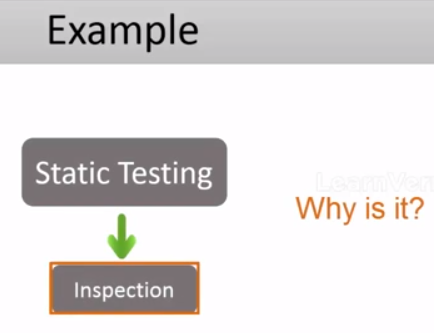 Example
Static Testing
Why is it?
Inspection